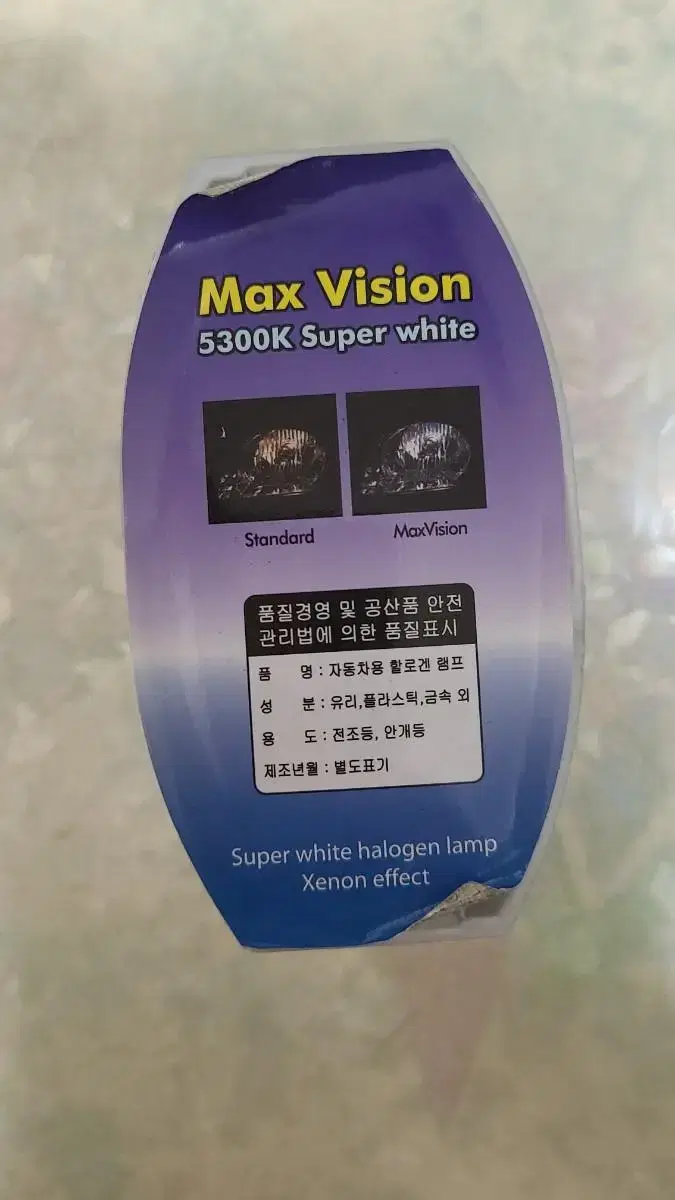 Max Vision
5300K Super white
Standard
MaxVision
품질경영 및 공산품 안전
관리법에 의한 품질표시
품 명 : 자동차용 할로겐 램프
성 분 : 유리,플라스틱,금속 외
용 도 : 전조등, 안개등
제조년월 : 별도표기
Super white halogen lamp
Xenon effect